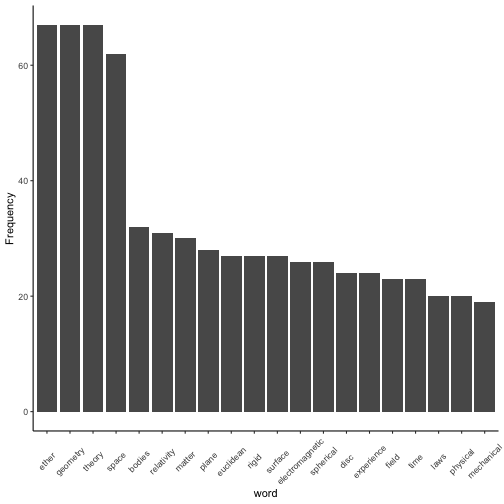 60
40
20
0
Frequency
ether geometry theory space bodies relativity matter plane euclidean rigid surface electromagnetic spherical disc experience field time laws physical mechanical
word